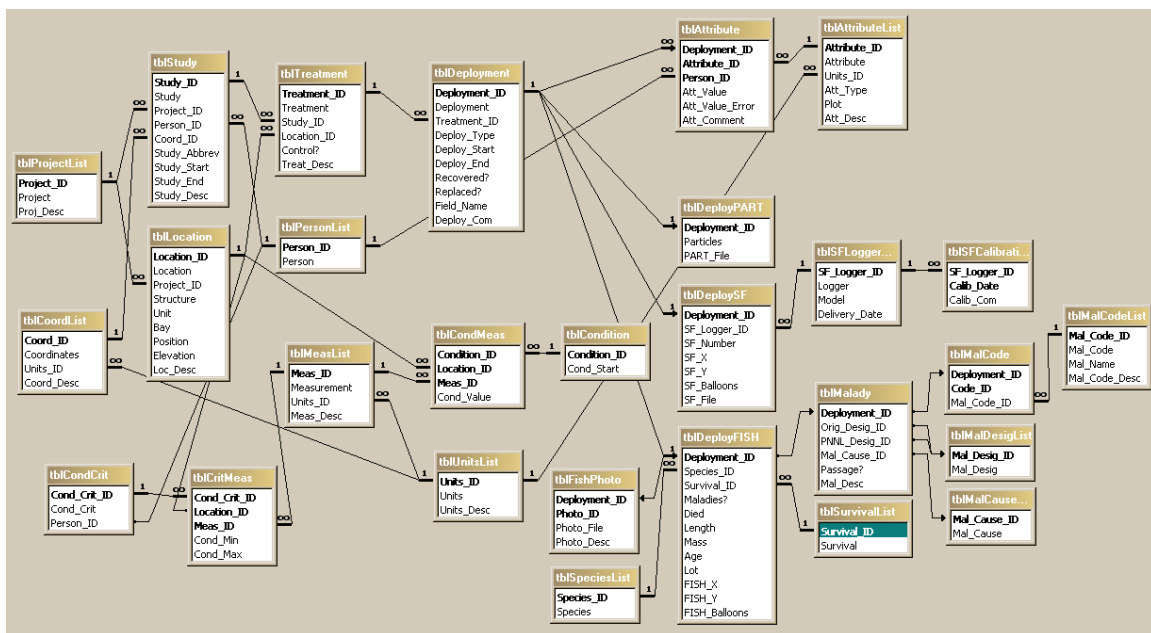 tblProjectList
Project_ID
Project
Proj_Desc
tblStudy
Study_ID
Study
Project_ID
Person_ID
Coord_ID
Study_Abbrev
Study_Start
Study_End
Study_Desc
tblLocation
Location_ID
Location
Project_ID
Structure
Unit
Bay
Position
Elevation
Loc_Desc
tblCoordList
Coord_ID
Coordinates
Units_ID
Coord_Desc
tblCondCrit
Cond_Crit_ID
Cond_Crit
Person_ID
tblCritMeas
Cond_Crit_ID
Location_ID
Meas_ID
Cond_Min
Cond_Max
tblTreatment
Treatment_ID
Treatment
Study_ID
Location_ID
Control?
Treat_Desc
tblPersonList
Person_ID
Person
tblMeasList
Meas_ID
Measurement
Units_ID
Meas_Desc
tblDeployment
Deployment_ID
Deployment
Treatment_ID
Deploy_Type
Deploy_Start
Deploy_End
Recovered?
Replaced?
Field_Name
Deploy_Com
tblCondMeas
Condition_ID
Location_ID
Meas_ID
Cond_Value
tblCondition
Condition_ID
Cond_Start
tblUnitsList
Units_ID
Units
Units_Desc
tblFishPhoto
Deployment_ID
Photo_ID
Photo_File
Photo_Desc
tblSpeciesList
Species_ID
Species
tblAttribute
Deployment_ID
Attribute_ID
Person_ID
Att_Value
Att_Value_Error
Att_Comment
tblAttributeList
Attribute_ID
Attribute
Units_ID
Att_Type
Plot
Att_Desc
tblDeployPART
Deployment_ID
Particles
PART_File
tblDeploySF
Deployment_ID
SF_Logger_ID
SF_Number
SF_X
SF_Y
SF_Balloons
SF_File
tblSFLogger...
SF_Logger_ID
Logger
Model
Delivery_Date
tblSFCalibrati...
SF_Logger_ID
Calib_Date
Calib_Com
tblDeployFISH
Deployment_ID
Species_ID
Survival_ID
Maladies?
Died
Length
Mass
Age
Lot
FISH_X
FISH_Y
FISH_Balloons
tblMalady
Deployment_ID
Orig_Desig_ID
PNNL_Desig_ID
Mal_Cause_ID
Passage?
Mal_Desc
tblSurvivalList
Survival_ID
Survival
tblMalCode
Deployment_ID
Code_ID
Mal_Code_ID
tblMalCodeList
Mal_Code_ID
Mal_Code
Mal_Name
Mal_Code_Desc
tblMalDesigList
Mal_Desig_ID
Mal_Desig
tblMalCause...
Mal_Cause_ID
Mal_Cause